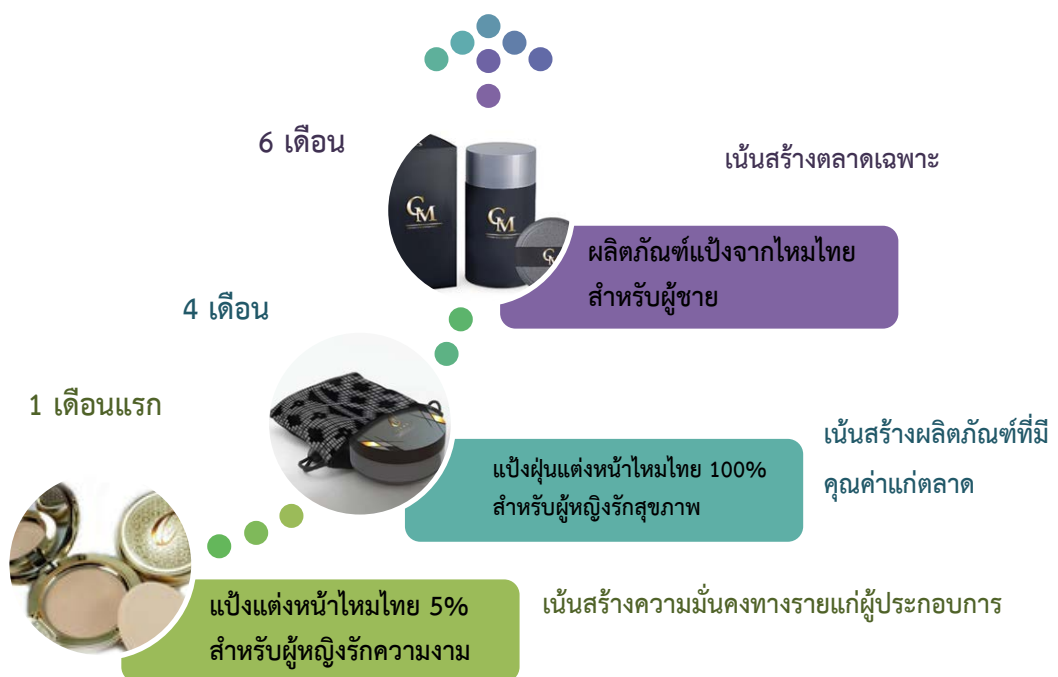 6 เดือน
เน้นสร้างตลาดเฉพาะ
GM
GM
ผลิตภัณฑ์แป้งจากไหมไทย
สำหรับผู้ชาย
4 เดือน
1 เดือนแรก
เน้นสร้างผลิตภัณฑ์ที่มี
คุณค่าแก่ตลาด
แป้งฝุ่นแต่งหน้าไหมไทย 100%
สำหรับผู้หญิงรักสุขภาพ
แป้งแต่งหน้าไหมไทย 5%
สำหรับผู้หญิงรักความงาม
เน้นสร้างความมั่นคงทางรายแก่ผู้ประกอบการ